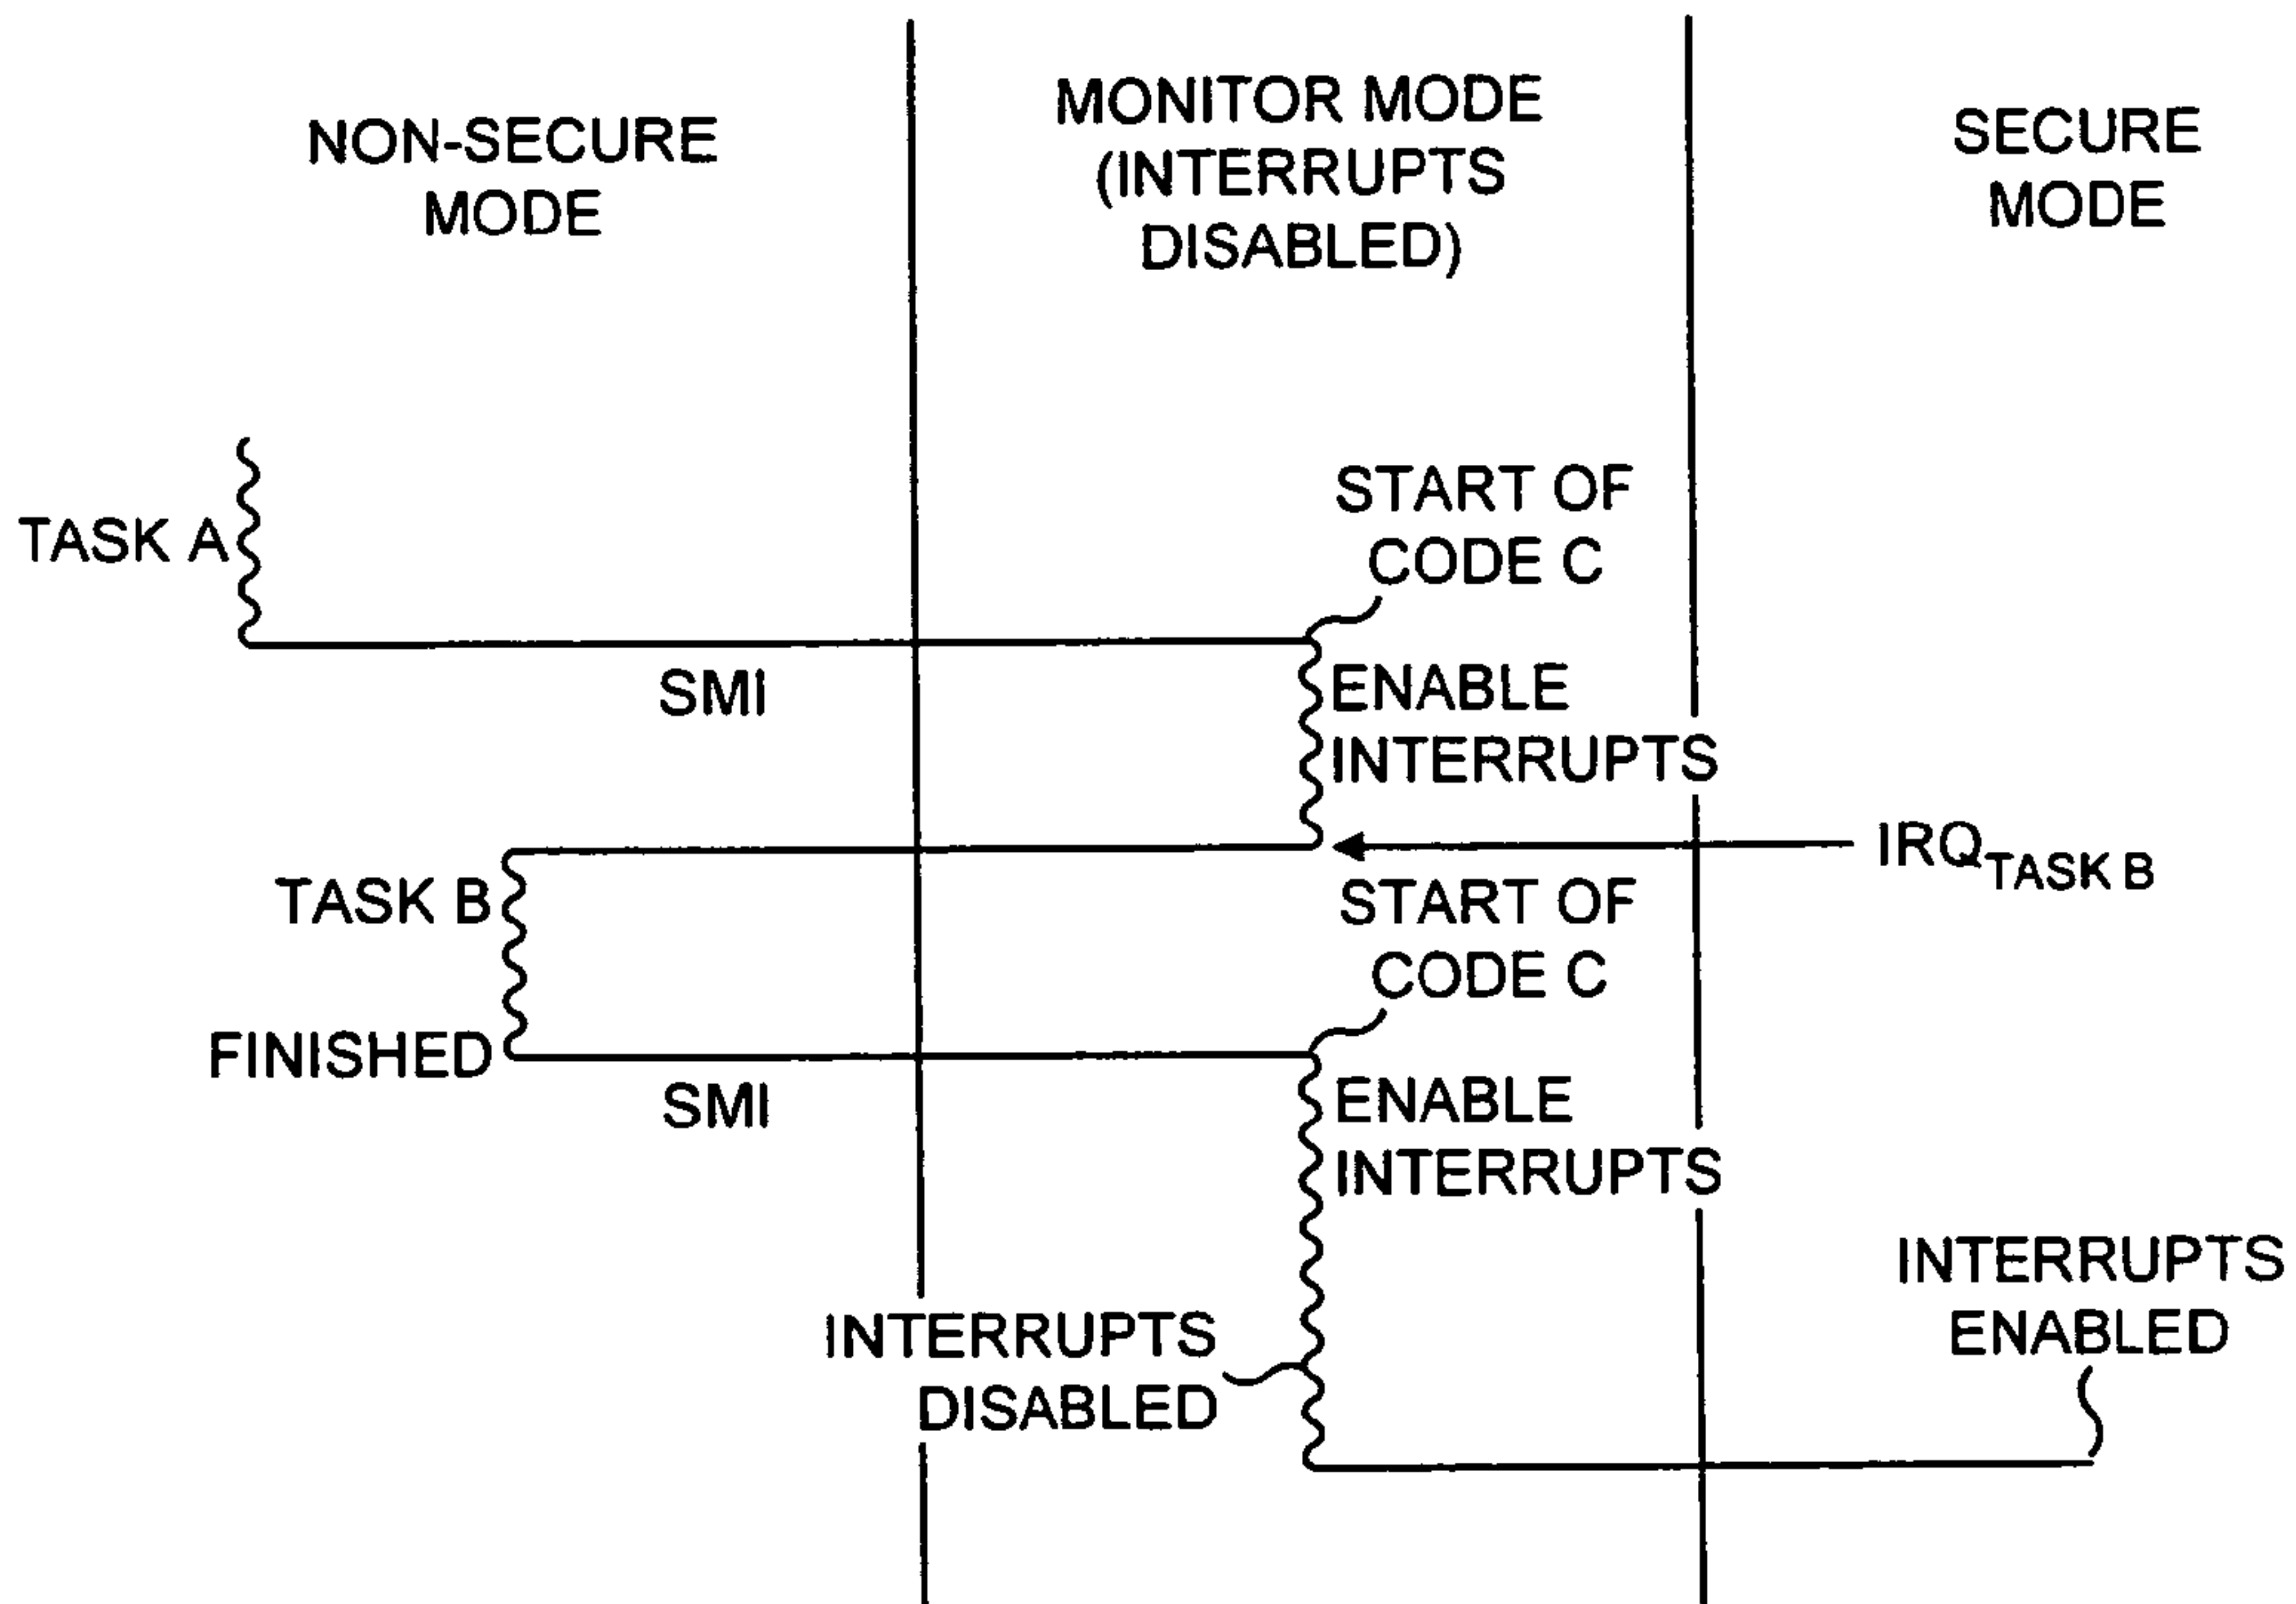 NON-SECURE
MODE
MONITOR MODE
(INTERRUPTS
DISABLED)
SECURE
MODE
TASK A
START OF
CODE C
SMI
ENABLE
INTERRUPTS
IRQ TASK B
TASK B
START OF
CODE C
FINISHED
SMI
ENABLE
INTERRUPTS
INTERRUPTS
DISABLED
INTERRUPTS
ENABLED